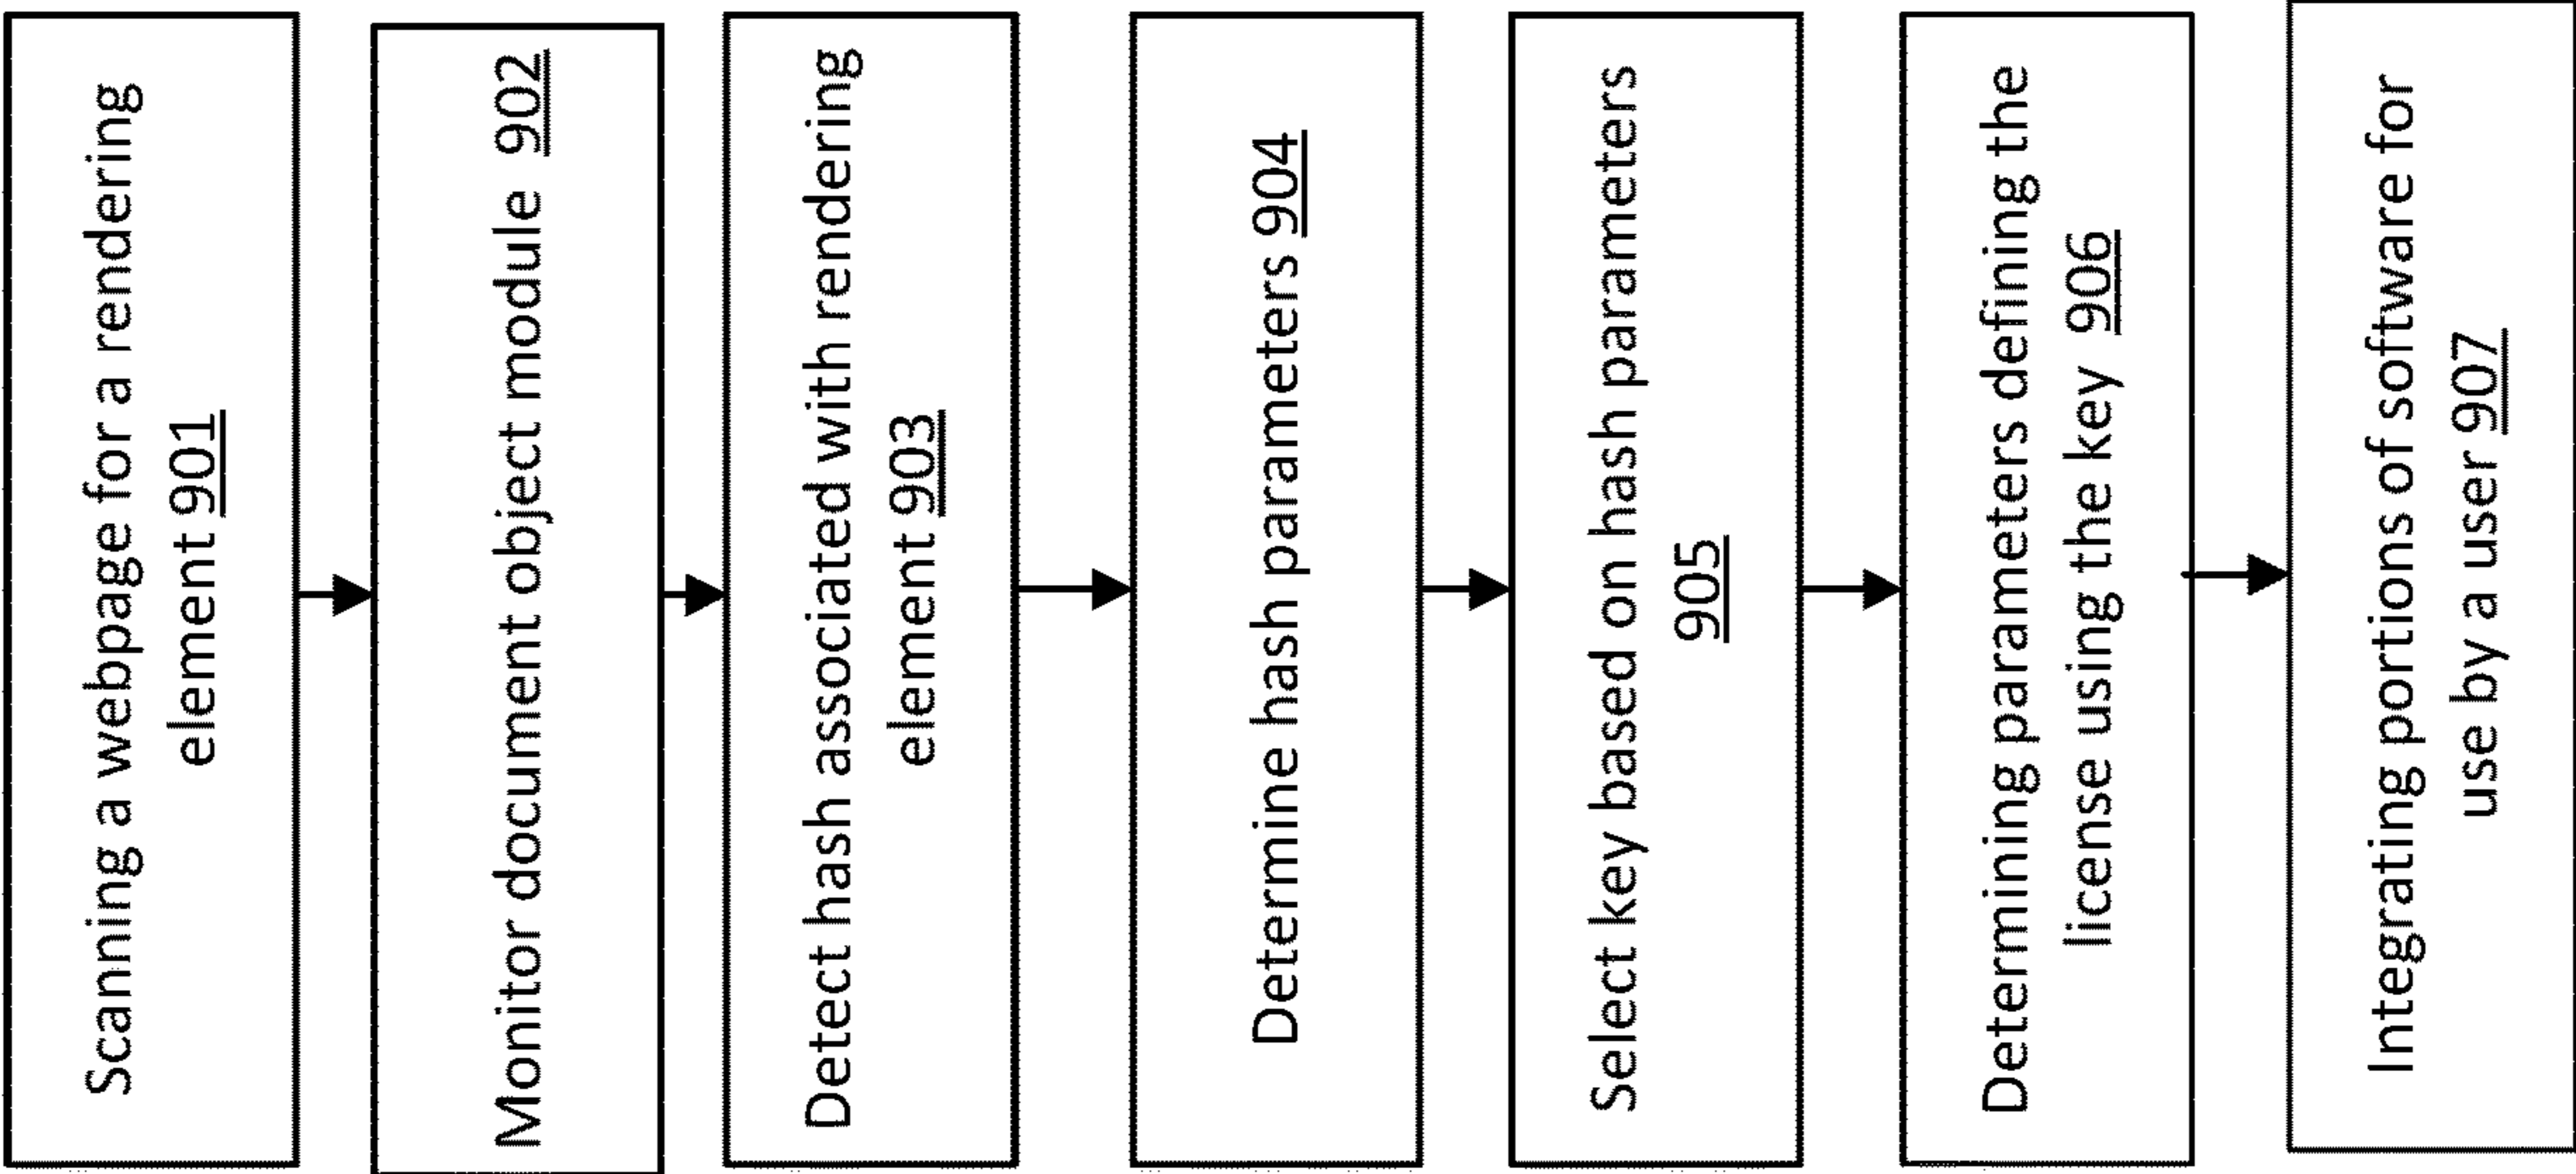 Scanning a webpage for a rendering
element 901
Monitor document object module 902
Detect hash associated with rendering
element 903
Determine hash parameters 904
Select key based on hash parameters
905
Determining parameters defining the
license using the key 906
Integrating portions of software for
use by a user 907